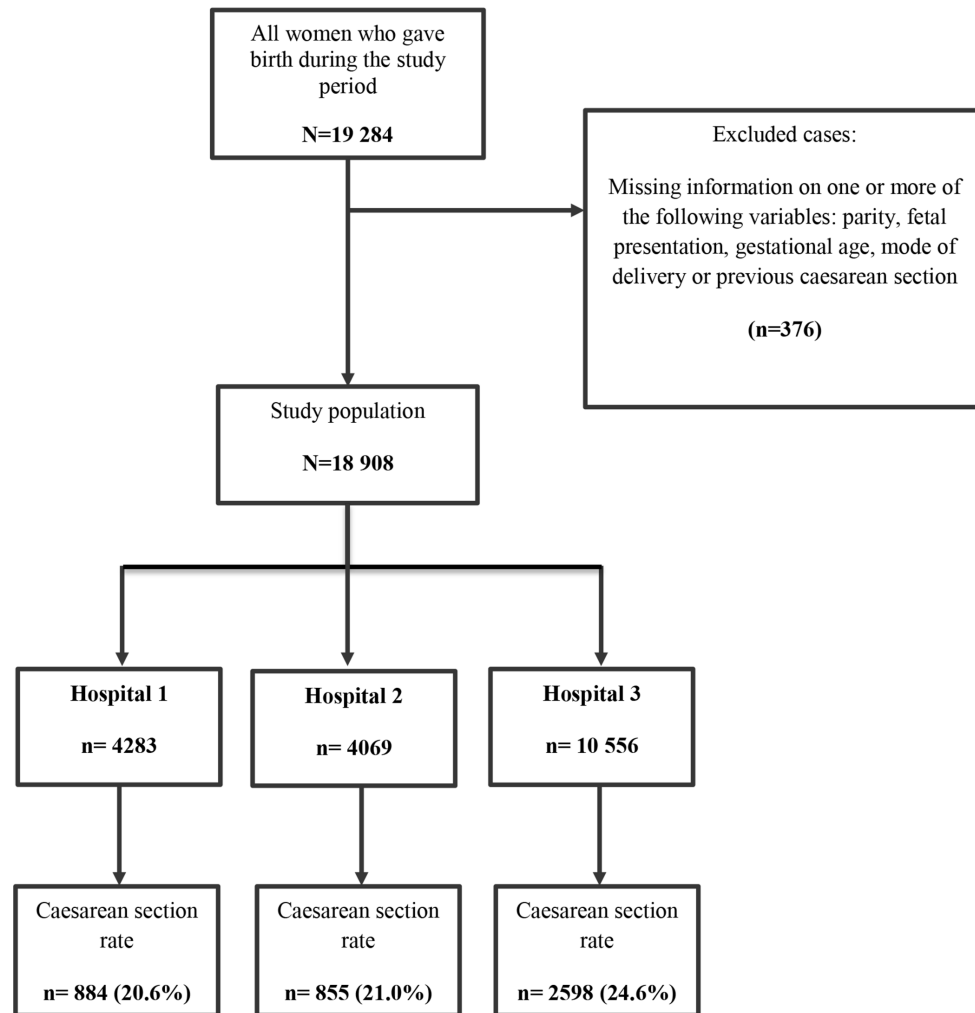 All women who gave
birth during the study
period
N=19 284
Excluded cases:
Missing information on one or more of
the following variables: parity, fetal
presentation, gestational age, mode of
delivery or previous caesarean section
(n=376)
Study population
N=18 908
Hospital 1
n= 4283
Hospital 2
n= 4069
Hospital 3
n= 10 556
Caesarean section
rate
n= 884 (20.6%)
Caesarean section
rate
n= 855 (21.0%)
Caesarean section
rate
n= 2598 (24.6%)